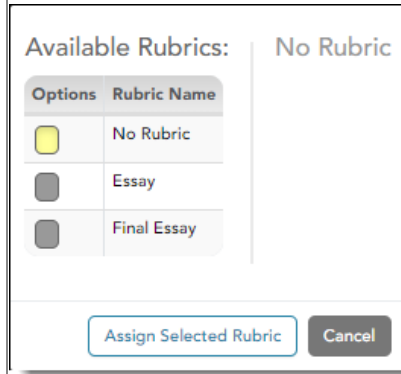 Available Rubrics:
No Rubric
Options Rubric Name
No Rubric
Essay
Final Essay
Assign Selected Rubric
Cancel